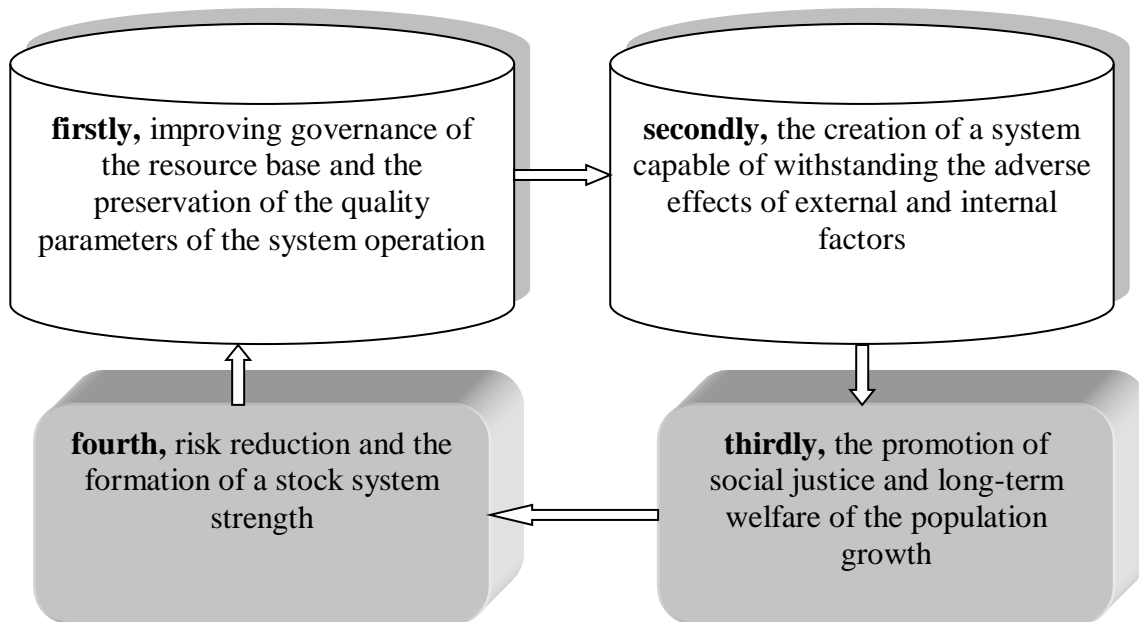 firstly, improving governance of
the resource base and the
preservation of the quality
parameters of the system operation
secondly, the creation of a system
capable of withstanding the adverse
effects of external and internal
factors
thirdly, the promotion of
social justice and long-term
welfare of the population
growth
fourth, risk reduction and the
formation of a stock system
strength